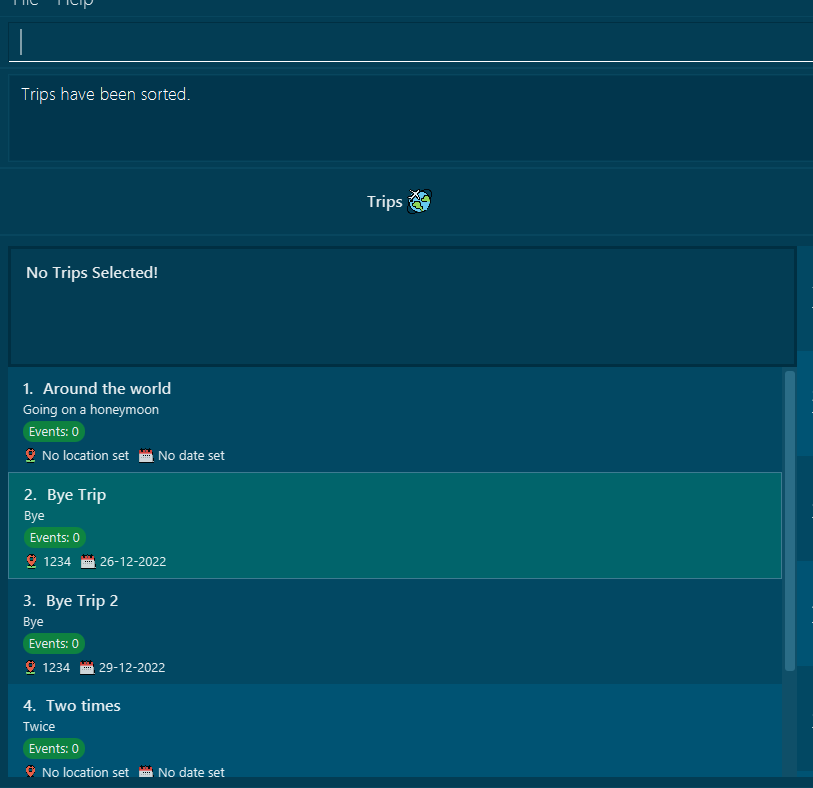 File Help
Trips have been sorted.
Trips
No Trips Selected!
1. Around the world
Going on a honeymoon
Events: 0
No location set No date set
2. Bye Trip
Bye
Events: 0
1234 26-12-2022
3. Bye Trip 2
Bye
Events: 0
1234 29-12-2022
4. Two times
Twice
Events: 0
No location set No date set